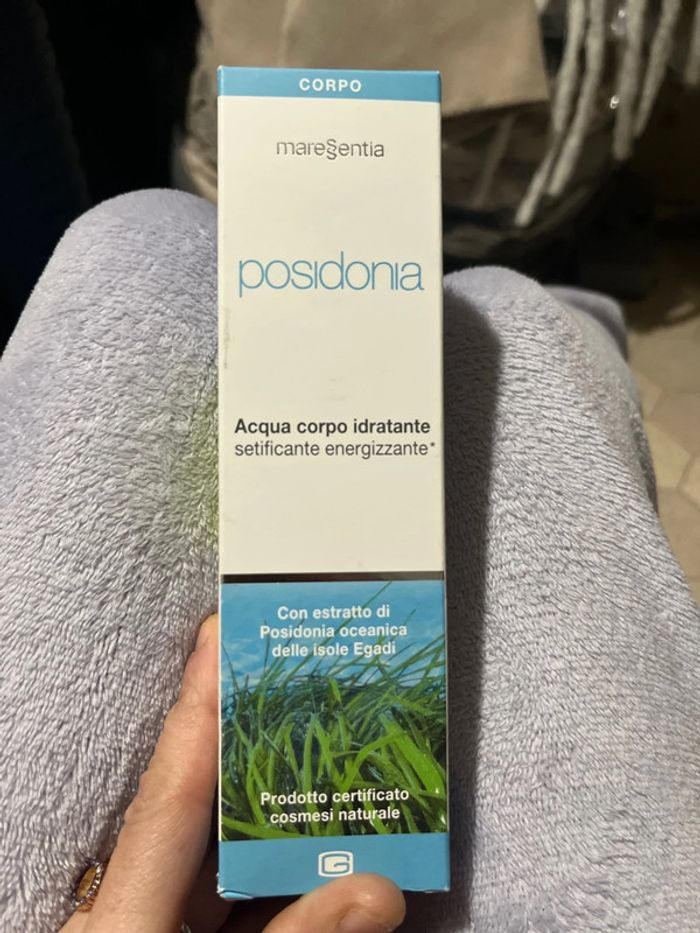 CORPO
maressentia
posidonia
Acqua corpo idratante
setificante energizzante*
Con estratto di
Posidonia oceanica
delle isole Egadi
Prodotto certificato
cosmesi naturale
G